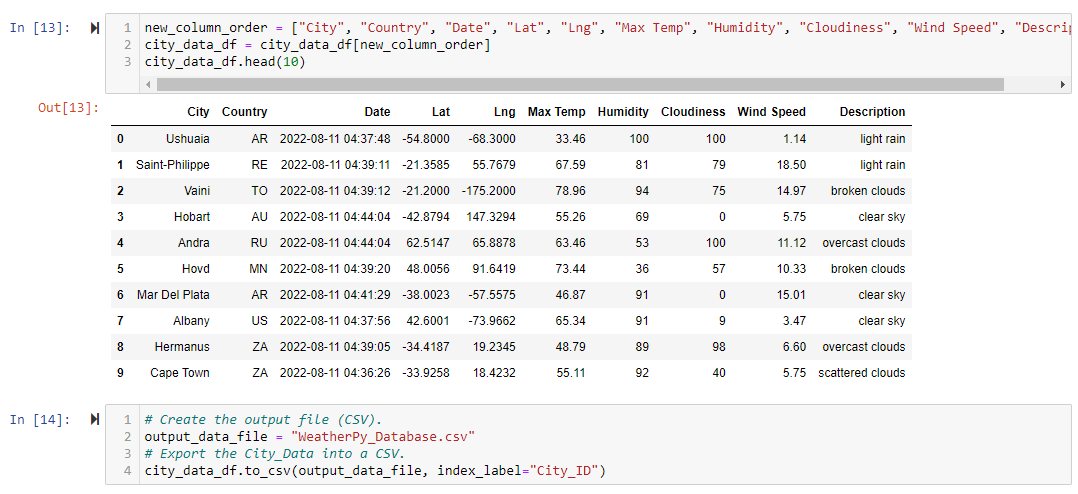 In [13]:
1 new_column_order = ["City", "Country", "Date", "Lat", "Lng", "Max Temp", "Humidity", "Cloudiness", "Wind Speed", "Descrip
2 city_data_df = city_data_df[new_column_order]
3 city_data_df.head(10)
Out[13]:
City Country Date Lat Lng Max Temp Humidity Cloudiness Wind Speed Description
0 Ushuaia AR 2022-08-11 04:37:48 -54.8000 -68.3000 33.46 100 100 1.14 light rain
1 Saint-Philippe RE 2022-08-11 04:39:11 -21.3585 55.7679 67.59 81 79 18.50 light rain
2 Vaini TO 2022-08-11 04:39:12 -21.2000 -175.2000 78.96 94 75 14.97 broken clouds
3 Hobart AU 2022-08-11 04:44:04 -42.8794 147.3294 55.26 69 0 5.75 clear sky
4 Andra RU 2022-08-11 04:44:04 62.5147 65.8878 63.46 53 100 11.12 overcast clouds
5 Hovd MN 2022-08-11 04:39:20 48.0056 91.6419 73.44 36 57 10.33 broken clouds
6 Mar Del Plata AR 2022-08-11 04:41:29 -38.0023 -57.5575 46.87 91 0 15.01 clear sky
7 Albany US 2022-08-11 04:37:56 42.6001 -73.9662 65.34 91 9 3.47 clear sky
8 Hermanus ZA 2022-08-11 04:39:05 -34.4187 19.2345 48.79 89 98 6.60 overcast clouds
9 Cape Town ZA 2022-08-11 04:36:26 -33.9258 18.4232 55.11 92 40 5.75 scattered clouds
In [14]:
1 # Create the output file (CSV).
2 output_data_file = "WeatherPy_Database.csv"
3 # Export the City_Data into a CSV.
4 city_data_df.to_csv(output_data_file, index_label="City_ID")